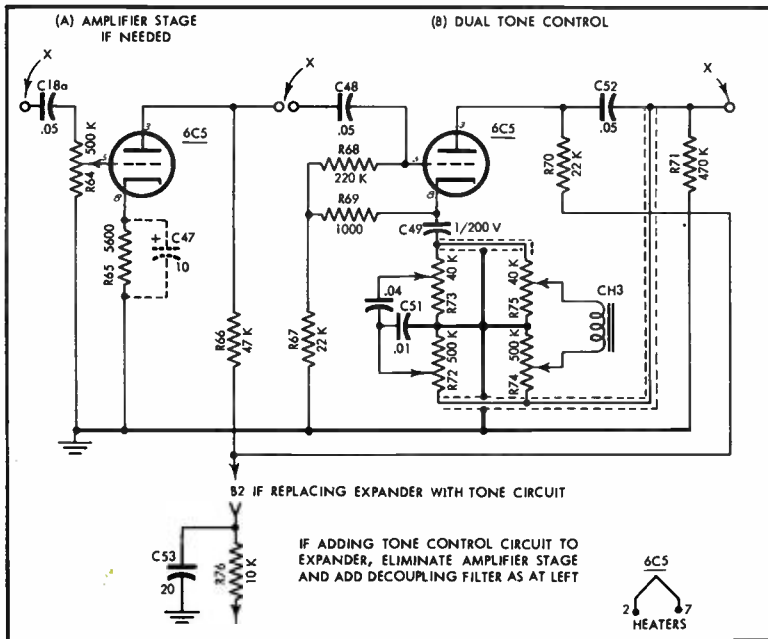 (A) AMPLIFIER STAGE
IF NEEDED
(B) DUAL TONE CONTROL
X
C18a
.05
500 K
R64
6C5
3
5
8
5600
R65
+
C47
10
R66
47 K
X
C48
.05
R68
220 K
R69
1000
6C5
3
8
C49
1/200 V
R67
22 K
.04
C51
.01
40 K
R73
500 K
R72
40 K
R75
500 K
R74
CH3
C52
.05
X
R70
22 K
R71
470 K
B2 IF REPLACING EXPANDER WITH TONE CIRCUIT
C53
20
R76
10 K
IF ADDING TONE CONTROL CIRCUIT TO
EXPANDER, ELIMINATE AMPLIFIER STAGE
AND ADD DECOUPLING FILTER AS AT LEFT
6C5
2
7
HEATERS